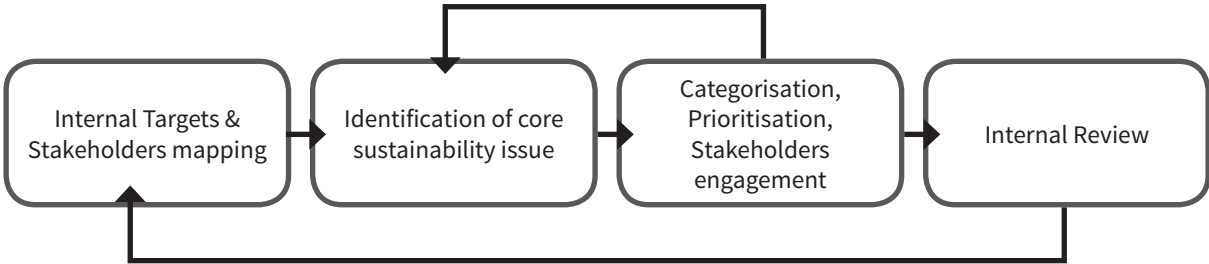 Internal Targets &
Stakeholders mapping
Identification of core
sustainability issue
Categorisation,
Prioritisation,
Stakeholders
engagement
Internal Review